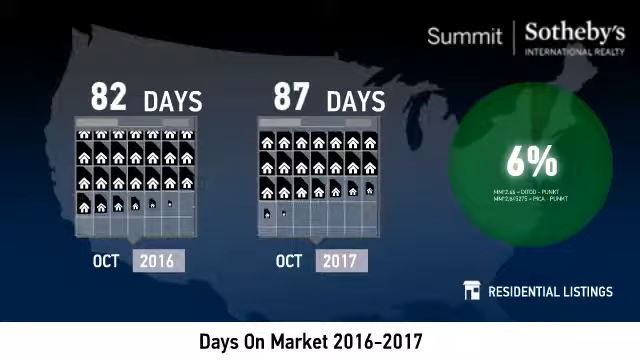 Summit | Sotheby's
INTERNATIONAL REALTY
82 DAYS
87 DAYS
6%
OCT 2016
OCT 2017
RESIDENTIAL LISTINGS
Days On Market 2016-2017